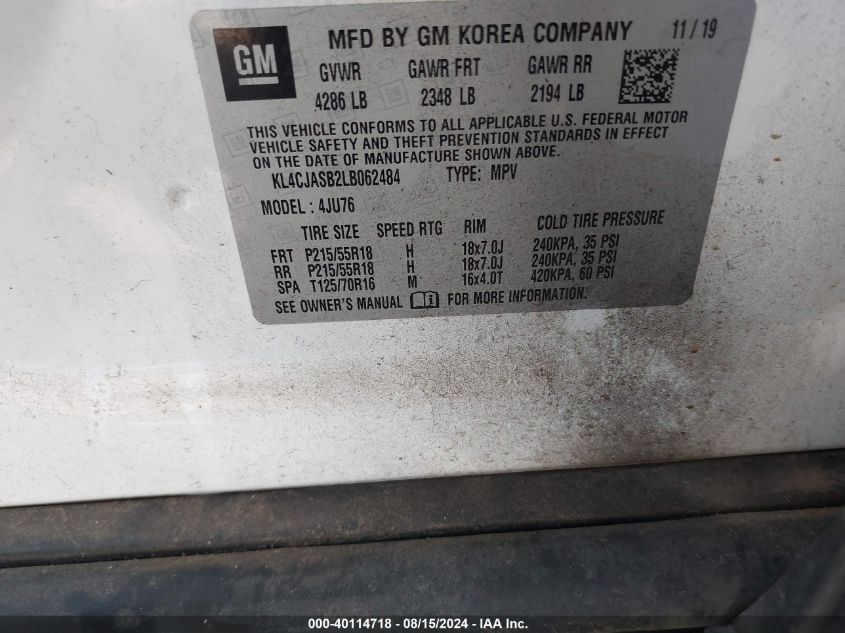 GM
MFD BY GM KOREA COMPANY 11/19
GVWR GAWR FRT GAWR RR
4286 LB 2348 LB 2194 LB
THIS VEHICLE CONFORMS TO ALL APPLICABLE U.S. FEDERAL MOTOR
VEHICLE SAFETY AND THEFT PREVENTION STANDARDS IN EFFECT
ON THE DATE OF MANUFACTURE SHOWN ABOVE.
KL4CJASB2LB062484 TYPE: MPV
MODEL: 4JU76
TIRE SIZE SPEED RTG RIM COLD TIRE PRESSURE
FRT P215/55R18 H 18x7.0J 240KPA, 35 PSI
RR P215/55R18 H 18x7.0J 240KPA, 35 PSI
SPA T125/70R16 M 16x4.0T 420KPA, 60 PSI
SEE OWNER'S MANUAL FOR MORE INFORMATION.
000-40114718 - 08/15/2024 - IAA Inc.